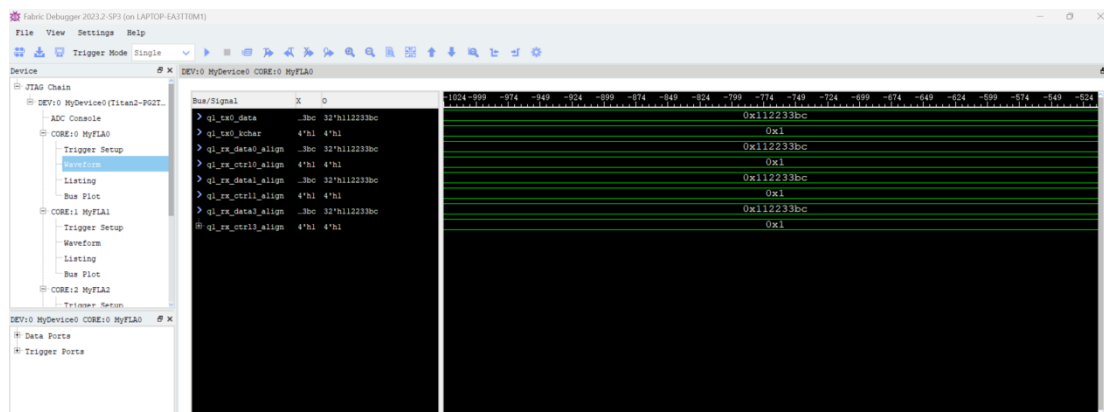 Fabric Debugger 2023.2-SP3 (on LAPTOP-EA3TT0M1)
File View Settings Help
Trigger Mode Single
Device
DEV:0 MyDevice0 CORE:0 MyFLA0
JTAG Chain
DEV:0 MyDevice0(Titan2-PG2T…
ADC Console
CORE:0 MyFLA0
Trigger Setup
Waveform
Listing
Bus Plot
CORE:1 MyFLA1
Trigger Setup
Waveform
Listing
Bus Plot
CORE:2 MyFLA2
Trigger Setup
DEV:0 MyDevice0 CORE:0 MyFLA0
Data Ports
Trigger Ports
Bus/Signal X O
-1024 -999 -974 -949 -924 -899 -874 -849 -824 -799 -774 -749 -724 -699 -674 -649 -624 -599 -574 -549 -524
q1_tx0_data …3bc 32'h112233bc 0x112233bc
q1_tx0_kchar 4'h1 4'h1 0x1
q1_rx_data0_align …3bc 32'h112233bc 0x112233bc
q1_rx_ctrl0_align 4'h1 4'h1 0x1
q1_rx_data1_align …3bc 32'h112233bc 0x112233bc
q1_rx_ctrl1_align 4'h1 4'h1 0x1
q1_rx_data3_align …3bc 32'h112233bc 0x112233bc
q1_rx_ctrl3_align 4'h1 4'h1 0x1